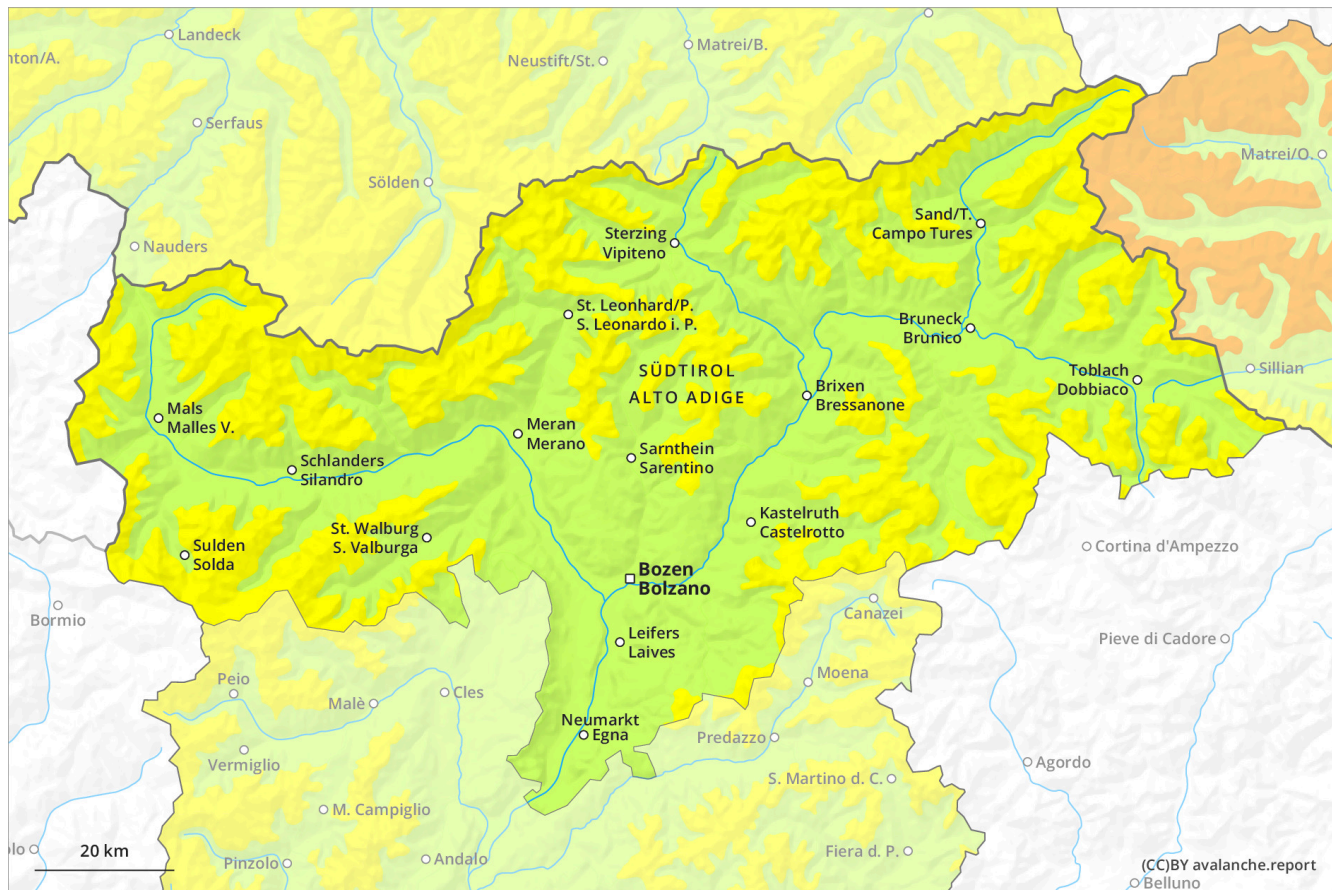 Landeck
Matrei/B.
nton/A.
Neustift/St.
Serfaus
Matrei/O.
Sölden
Sand/T.
Campo Tures
Sterzing
Vipiteno
Nauders
St. Leonhard/P.
S. Leonardo i. P.
Bruneck
Brunico
SÜDTIROL
ALTO ADIGE
Toblach
Dobbiaco
Sillian
Brixen
Bressanone
Mals
Malles V.
Meran
Merano
Schlanders
Silandro
Sarnthein
Sarentino
Kastelruth
Castelrotto
St. Walburg
S. Valburga
Sulden
Solda
Cortina d'Ampezzo
Bozen
Bolzano
Bormio
Canazei
Leifers
Laives
Pieve di Cadore
Peio
Moena
Malè
Cles
Neumarkt
Egna
Predazzo
Vermiglio
Agordo
S. Martino d. C.
M. Campiglio
olo
20 km
Pinzolo
Andalo
Fiera d. P.
(CC)BY avalanche.report
Belluno